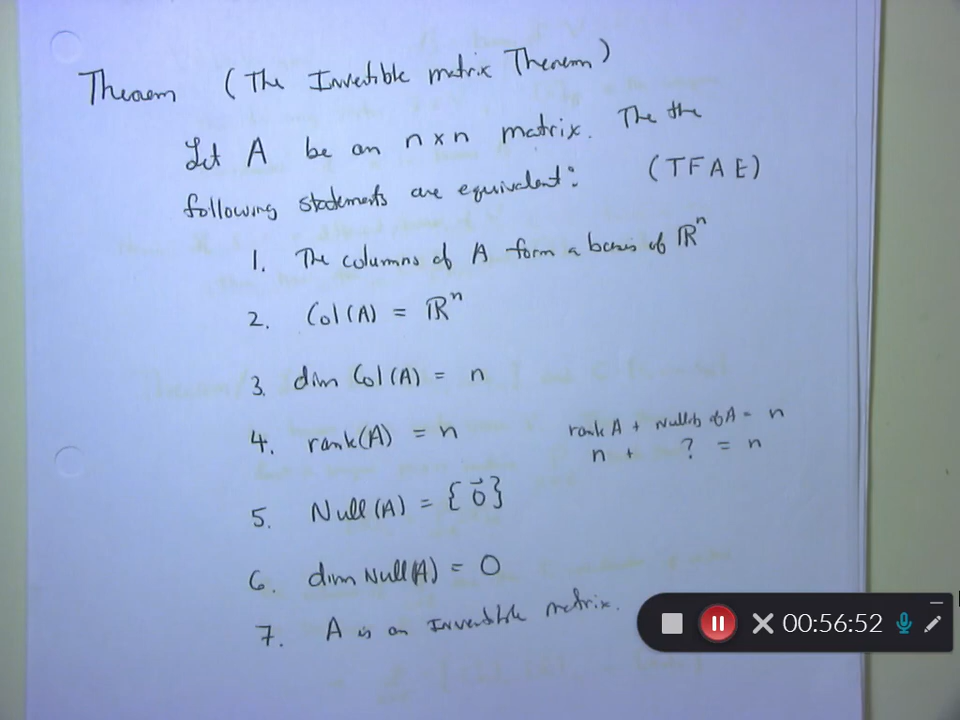 Theorem (The Invertible matrix Theorem)
Let A be an n x n matrix. The the
following statements are equivalent: (TFAE)
1. The columns of A form a basis of ℝⁿ
2. Col(A) = ℝⁿ
3. dim Col(A) = n
4. rank(A) = n
rank A + Nullity of A = n
n + ? = n
5. Null(A) = {0⃗}
6. dim Null(A) = 0
7. A is an Invertible matrix.
00:56:52